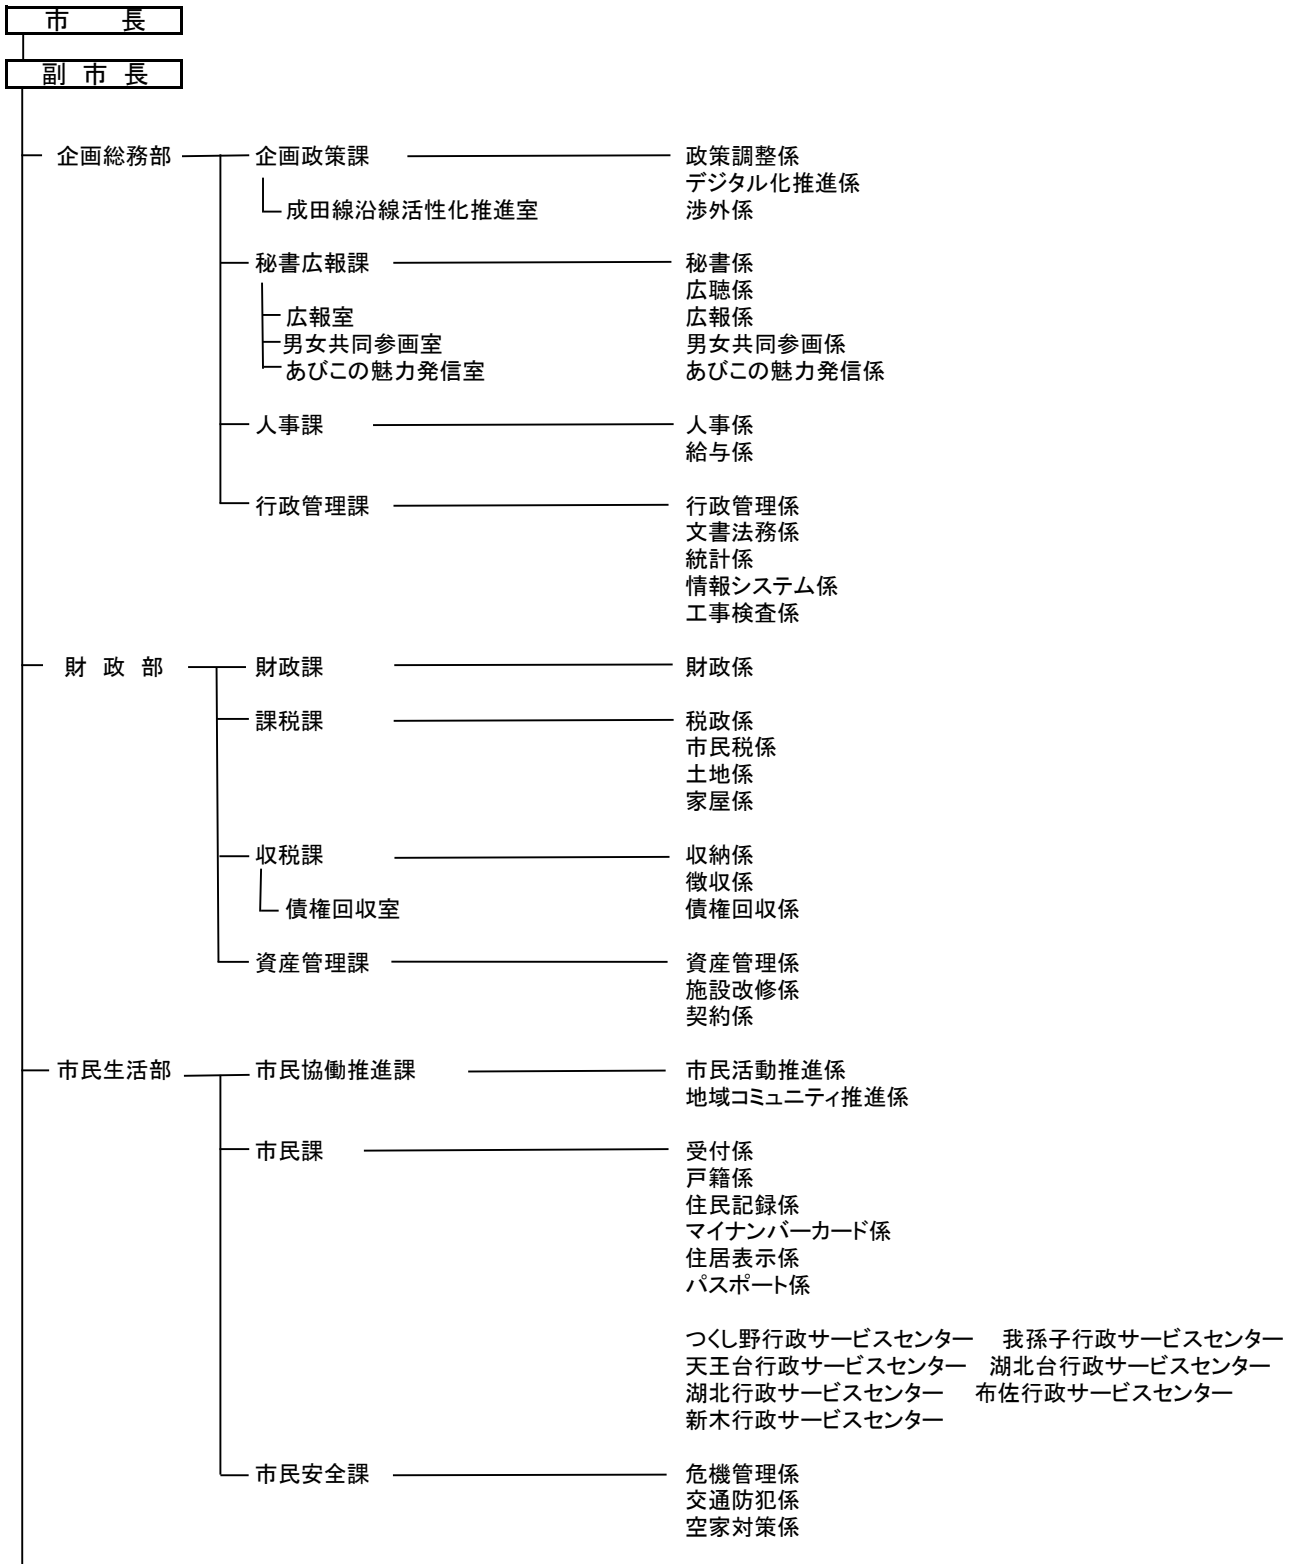 市長
副市長
企画総務部 企画政策課 政策調整係
デジタル化推進係
成田線沿線活性化推進室 渉外係
秘書広報課 秘書係
広聴係
広報室 広報係
男女共同参画室 男女共同参画係
あびこの魅力発信室 あびこの魅力発信係
人事課 人事係
給与係
行政管理課 行政管理係
文書法務係
統計係
情報システム係
工事検査係
財政部 財政課 財政係
課税課 税政係
市民税係
土地係
家屋係
収税課 収納係
徴収係
債権回収室 債権回収係
資産管理課 資産管理係
施設改修係
契約係
市民生活部 市民協働推進課 市民活動推進係
地域コミュニティ推進係
市民課 受付係
戸籍係
住民記録係
マイナンバーカード係
住居表示係
パスポート係
つくし野行政サービスセンター 我孫子行政サービスセンター
天王台行政サービスセンター 湖北台行政サービスセンター
湖北行政サービスセンター 布佐行政サービスセンター
新木行政サービスセンター
市民安全課 危機管理係
交通防犯係
空家対策係